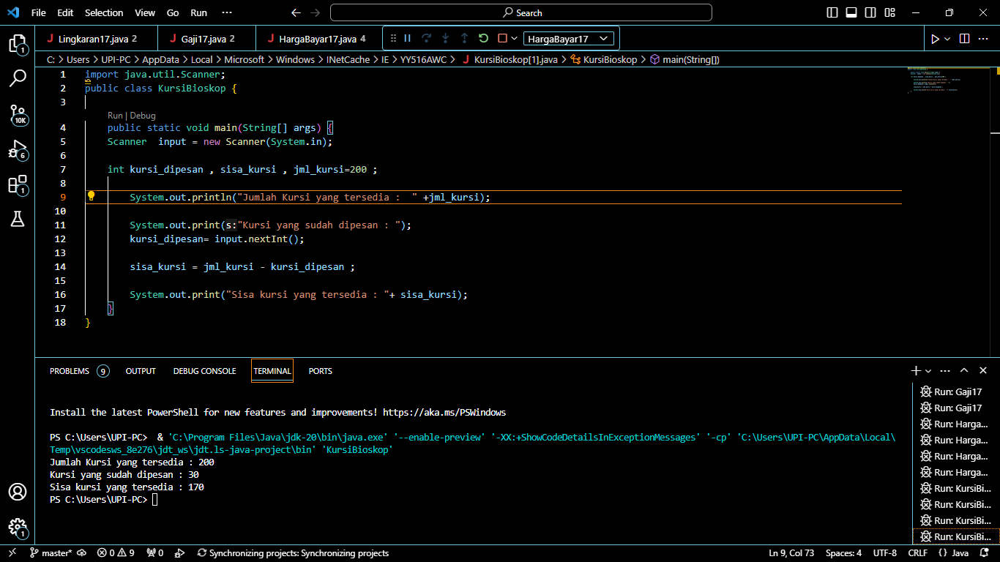 File Edit Selection View Go Run ··· Search
Lingkaran17.java 2 Gaji17.java 2 HargaBayar17.java 4 HargaBayar17
C: > Users > UPI-PC > AppData > Local > Microsoft > Windows > INetCache > IE > YY516AWC > KursiBioskop[1].java > KursiBioskop > main(String[])
1 import java.util.Scanner;
2 public class KursiBioskop {
3
Run | Debug
4 public static void main(String[] args) {
5 Scanner  input = new Scanner(System.in);
6
7 int kursi_dipesan , sisa_kursi , jml_kursi=200 ;
8
9 System.out.println("Jumlah Kursi yang tersedia :  " +jml_kursi);
10
11 System.out.print(s:"Kursi yang sudah dipesan : ");
12 kursi_dipesan= input.nextInt();
13
14 sisa_kursi = jml_kursi - kursi_dipesan ;
15
16 System.out.print("Sisa kursi yang tersedia : "+ sisa_kursi);
17 }
18 }
1
10K
6
1
1
PROBLEMS 9 OUTPUT DEBUG CONSOLE TERMINAL PORTS
Install the latest PowerShell for new features and improvements! https://aka.ms/PSWindows
PS C:\Users\UPI-PC>  & 'C:\Program Files\Java\jdk-20\bin\java.exe' '--enable-preview' '-XX:+ShowCodeDetailsInExceptionMessages' '-cp' 'C:\Users\UPI-PC\AppData\Local\
Temp\vscodesws_8e276\jdt_ws\jdt.ls-java-project\bin' 'KursiBioskop'
Jumlah Kursi yang tersedia : 200
Kursi yang sudah dipesan : 30
Sisa kursi yang tersedia : 170
PS C:\Users\UPI-PC>
Run: Gaji17
Run: Gaji17
Run: Harga...
Run: Harga...
Run: Harga...
Run: Harga...
Run: KursiBi...
Run: KursiBi...
Run: KursiBi...
Run: KursiBi...
master* 0 9 0 Synchronizing projects: Synchronizing projects Ln 9, Col 73 Spaces: 4 UTF-8 CRLF {} Java